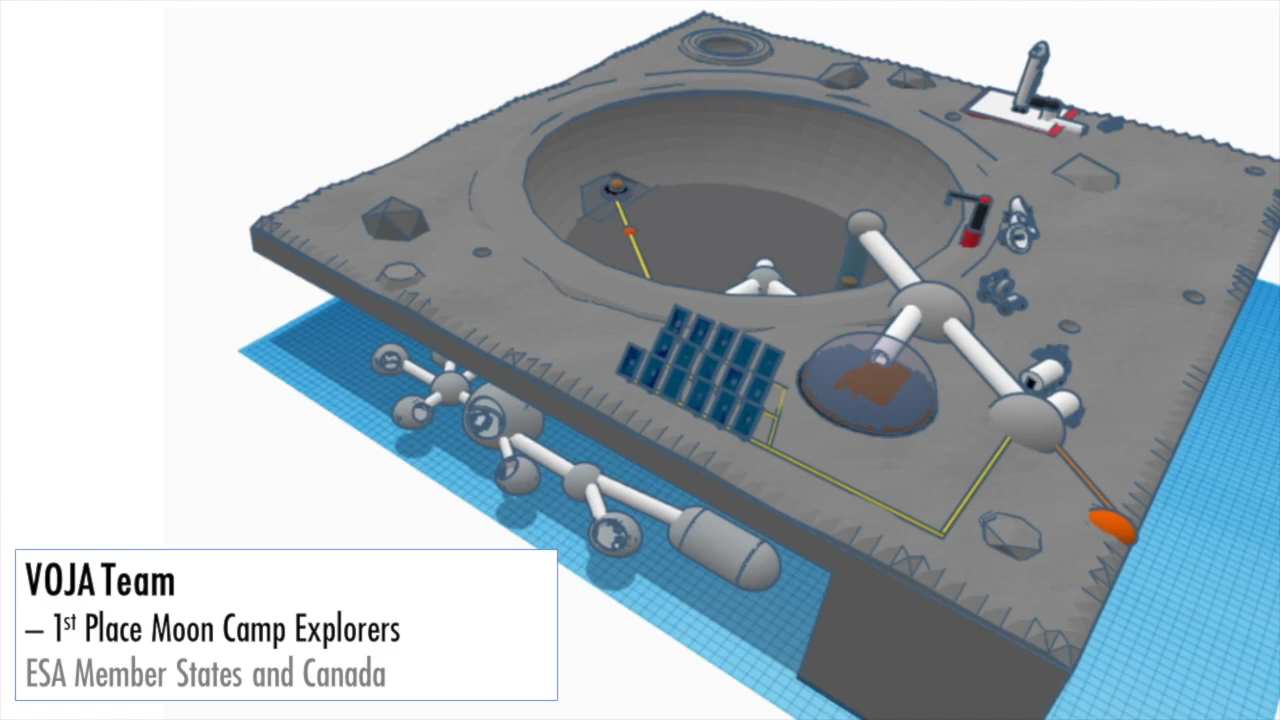 VOJA Team
– 1st Place Moon Camp Explorers
ESA Member States and Canada